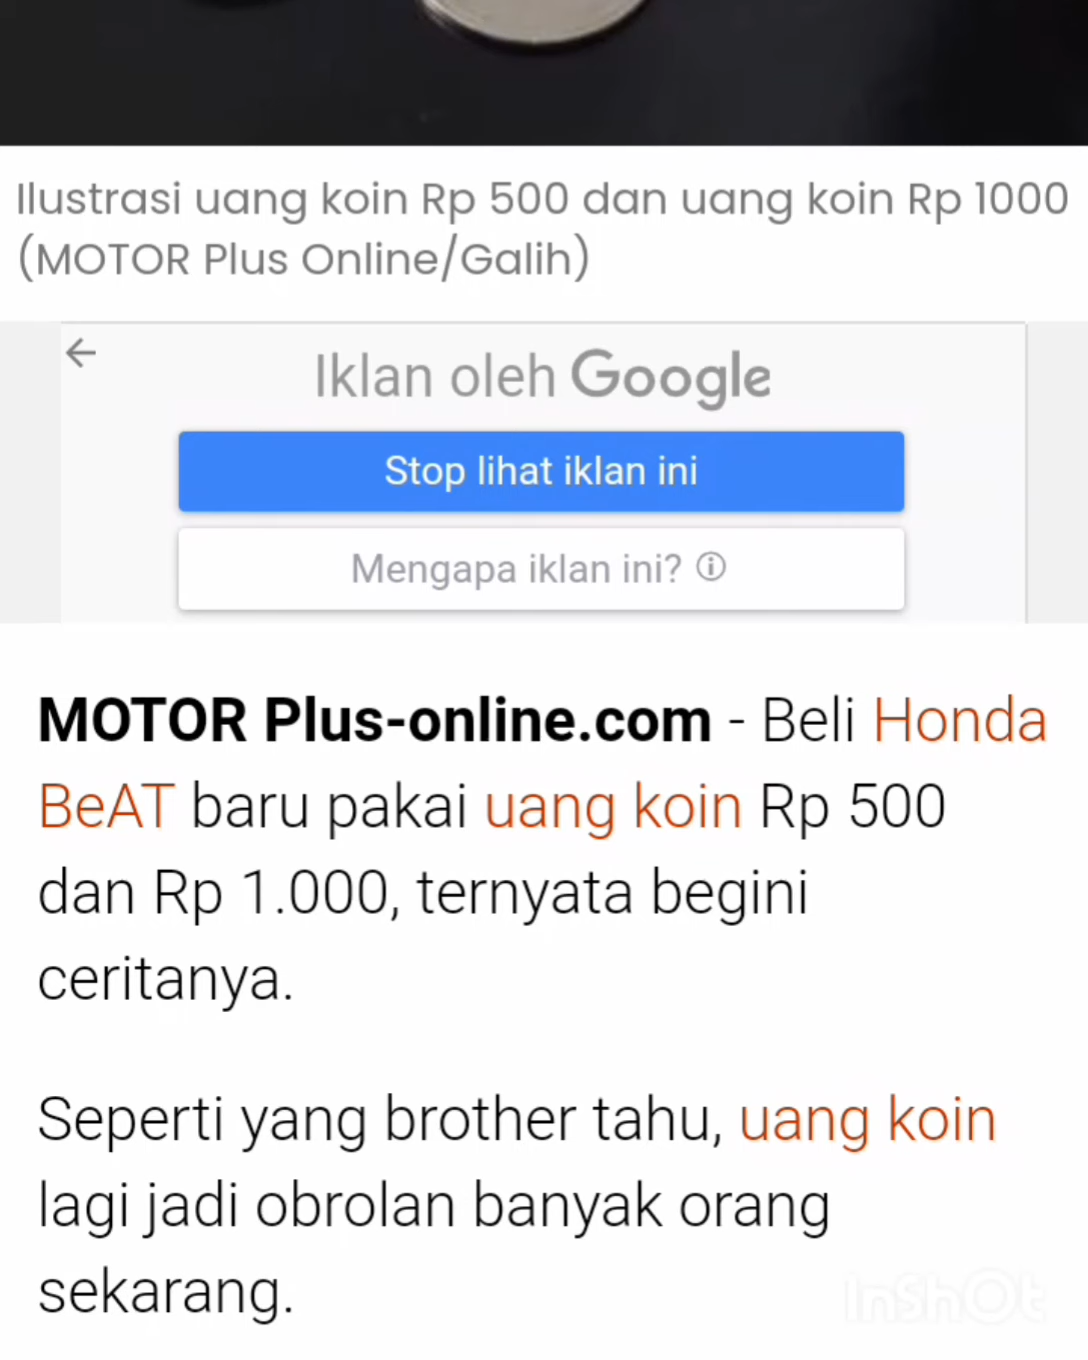 Ilustrasi uang koin Rp 500 dan uang koin Rp 1000
(MOTOR Plus Online/Galih)
Iklan oleh Google
Stop lihat iklan ini
Mengapa iklan ini?
MOTOR Plus-online.com - Beli Honda
BeAT baru pakai uang koin Rp 500
dan Rp 1.000, ternyata begini
ceritanya.
Seperti yang brother tahu, uang koin
lagi jadi obrolan banyak orang
sekarang.
InShOt